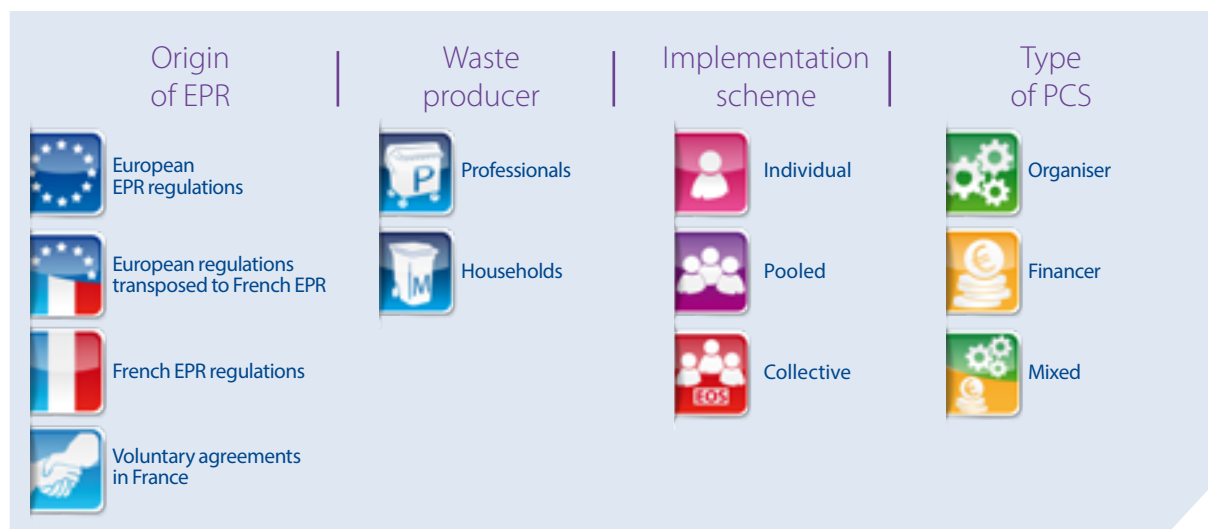 Origin
of EPR
Waste
producer
Implementation
scheme
Type
of PCS
European
EPR regulations
European regulations
transposed to French EPR
French EPR regulations
Voluntary agreements
in France
P
Professionals
M
Households
Individual
Pooled
EOS
Collective
Organiser
€
Financer
€
Mixed